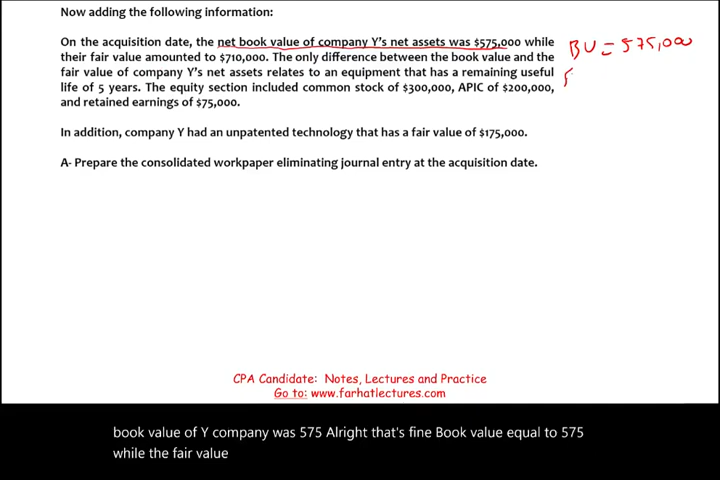 Now adding the following information:
On the acquisition date, the net book value of company Y's net assets was $575,000 while
their fair value amounted to $710,000. The only difference between the book value and the
fair value of company Y's net assets relates to an equipment that has a remaining useful
life of 5 years. The equity section included common stock of $300,000, APIC of $200,000,
and retained earnings of $75,000.
BV = 575,000
In addition, company Y had an unpatented technology that has a fair value of $175,000.
A- Prepare the consolidated workpaper eliminating journal entry at the acquisition date.
CPA Candidate: Notes, Lectures and Practice
Go to: www.farhatlectures.com
book value of Y company was 575 Alright that's fine Book value equal to 575
while the fair value